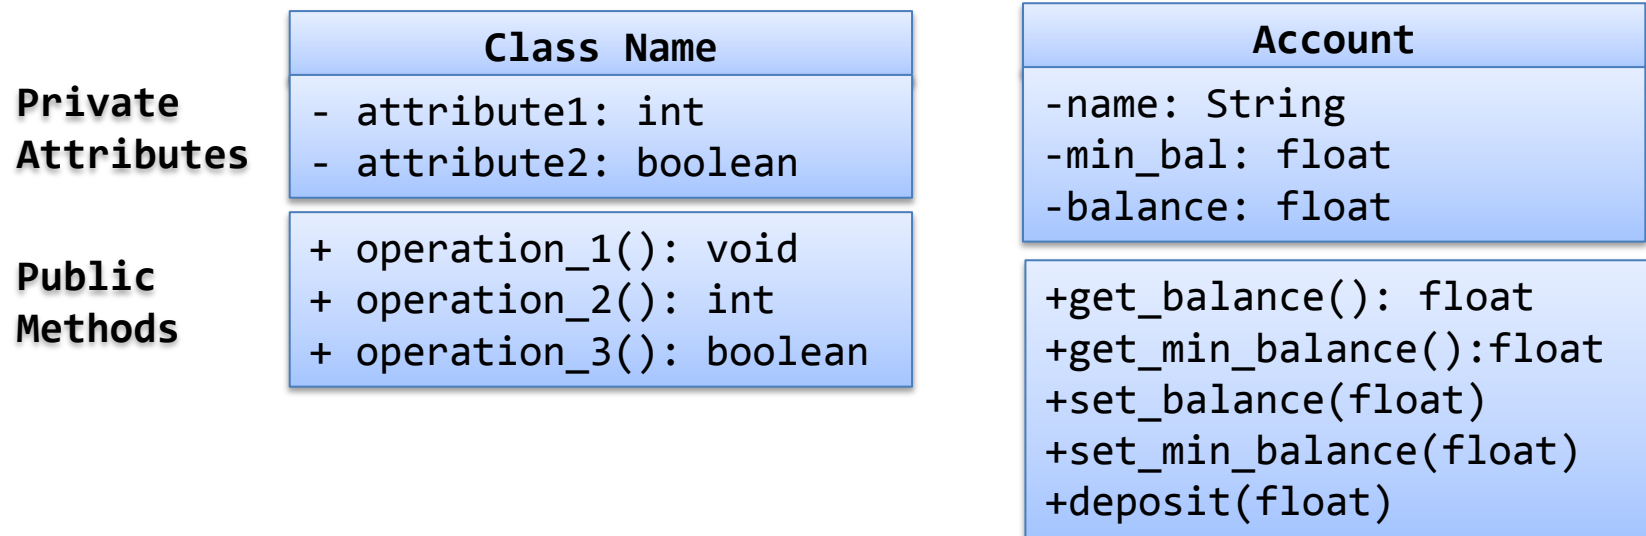 Class Name
Private
Attributes
- attribute1: int
- attribute2: boolean
Public
Methods
+ operation_1(): void
+ operation_2(): int
+ operation_3(): boolean
Account
-name: String
-min_bal: float
-balance: float
+get_balance(): float
+get_min_balance():float
+set_balance(float)
+set_min_balance(float)
+deposit(float)